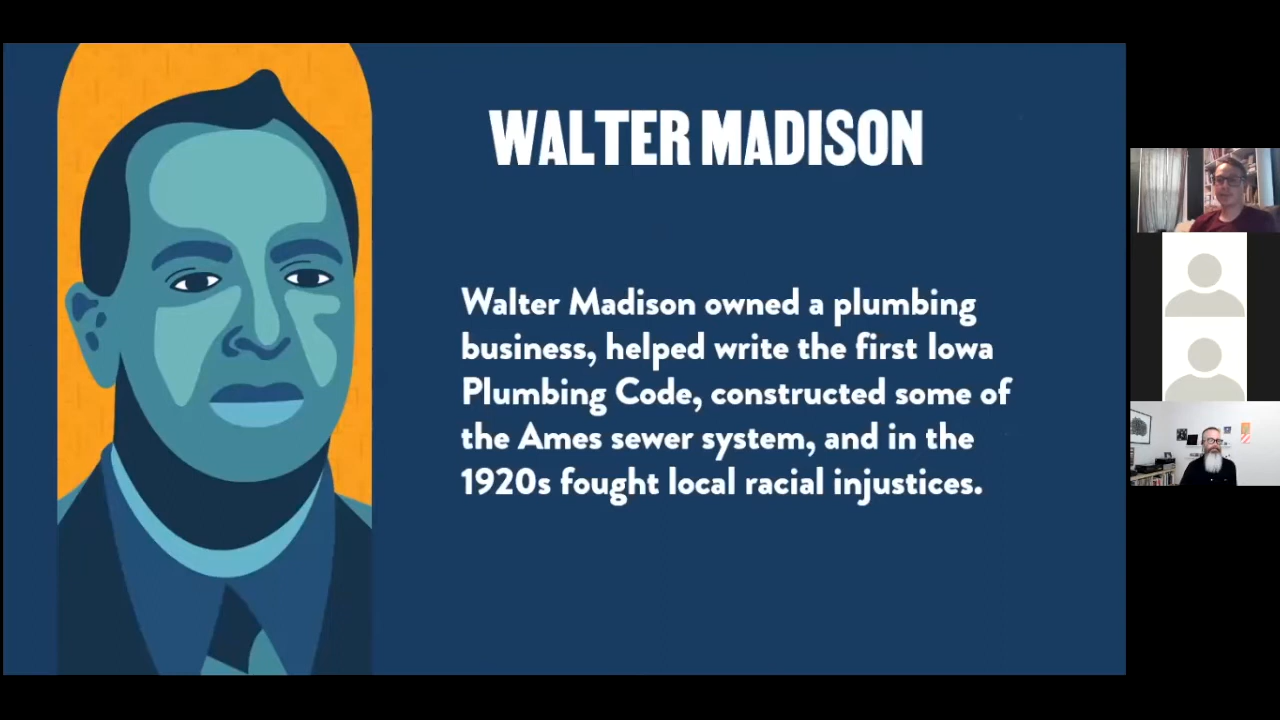 WALTER MADISON
Walter Madison owned a plumbing
business, helped write the first Iowa
Plumbing Code, constructed some of
the Ames sewer system, and in the
1920s fought local racial injustices.